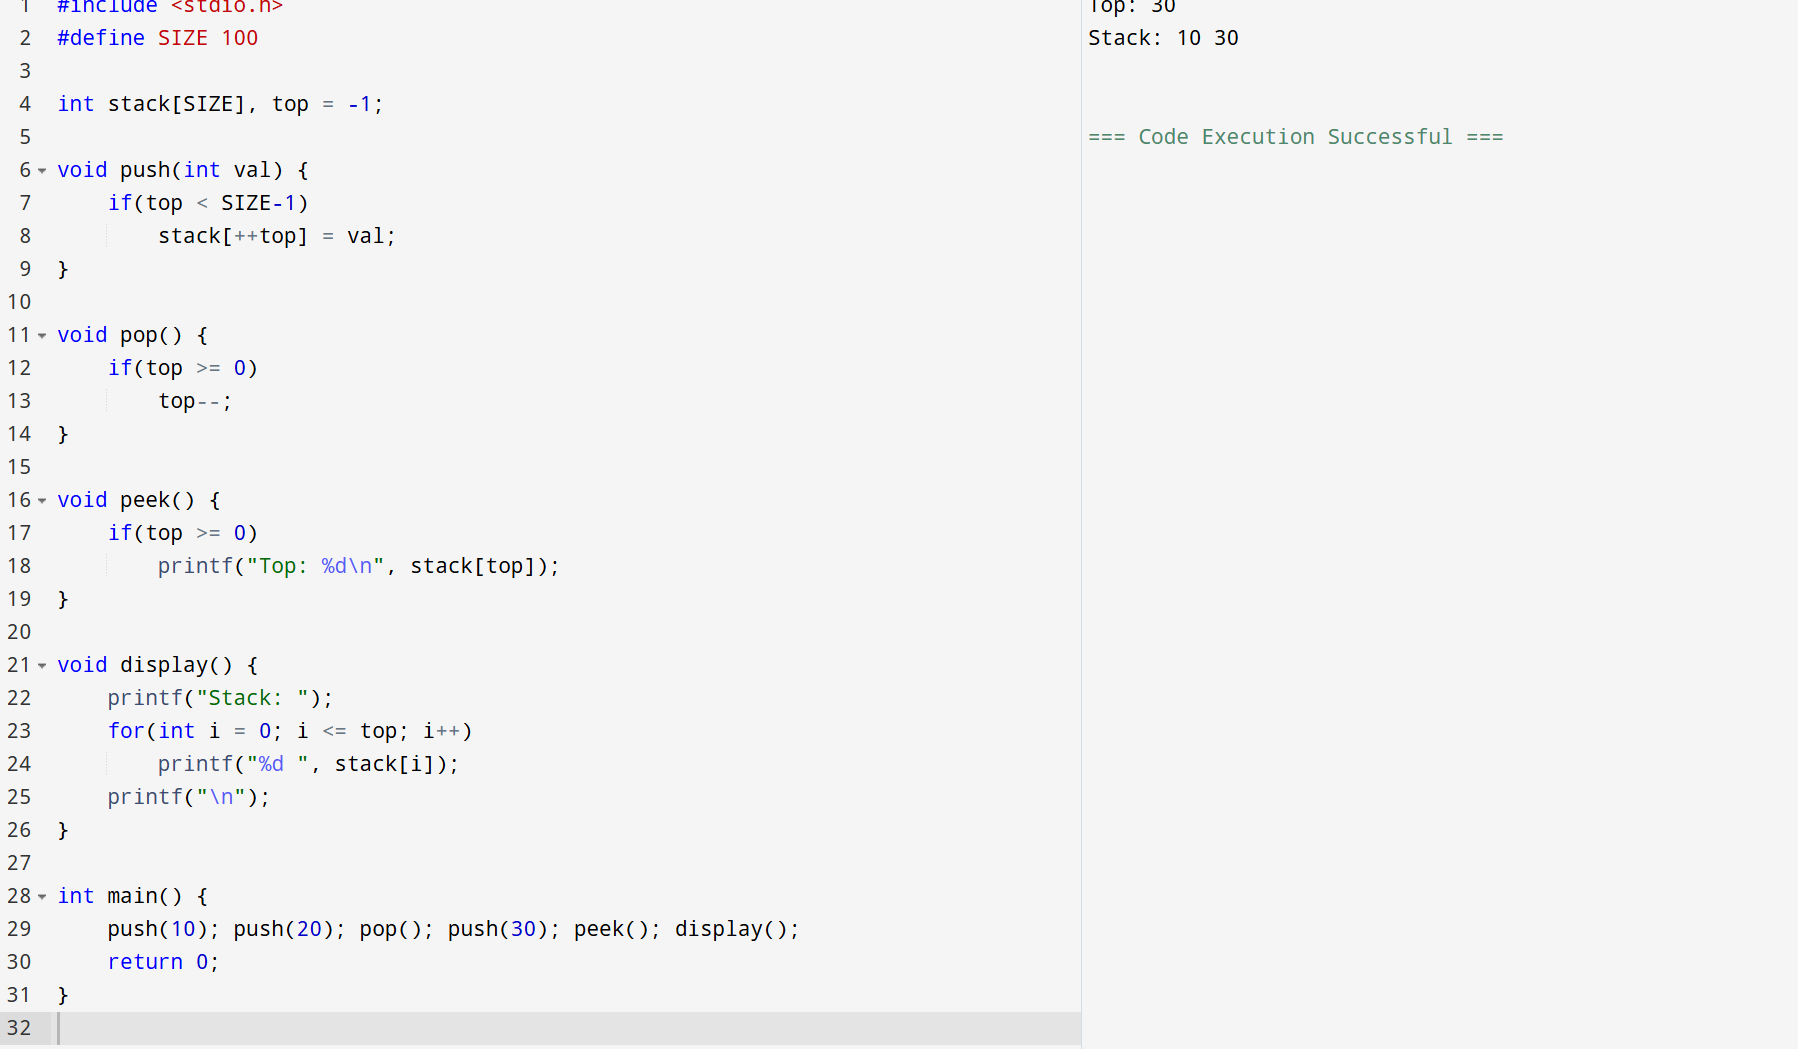 1 #include <stdio.h>
2 #define SIZE 100
3
4 int stack[SIZE], top = -1;
5
6 void push(int val) {
7     if(top < SIZE-1)
8         stack[++top] = val;
9 }
10
11 void pop() {
12     if(top >= 0)
13         top--;
14 }
15
16 void peek() {
17     if(top >= 0)
18         printf("Top: %d\n", stack[top]);
19 }
20
21 void display() {
22     printf("Stack: ");
23     for(int i = 0; i <= top; i++)
24         printf("%d ", stack[i]);
25     printf("\n");
26 }
27
28 int main() {
29     push(10); push(20); pop(); push(30); peek(); display();
30     return 0;
31 }
32
Top: 30
Stack: 10 30
=== Code Execution Successful ===